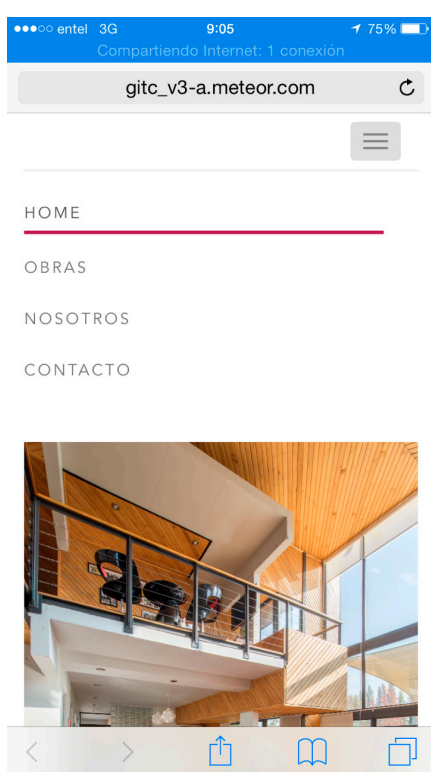 entel 3G 9:05 75%
Compartiendo Internet: 1 conexión
gitc_v3-a.meteor.com
HOME
OBRAS
NOSOTROS
CONTACTO